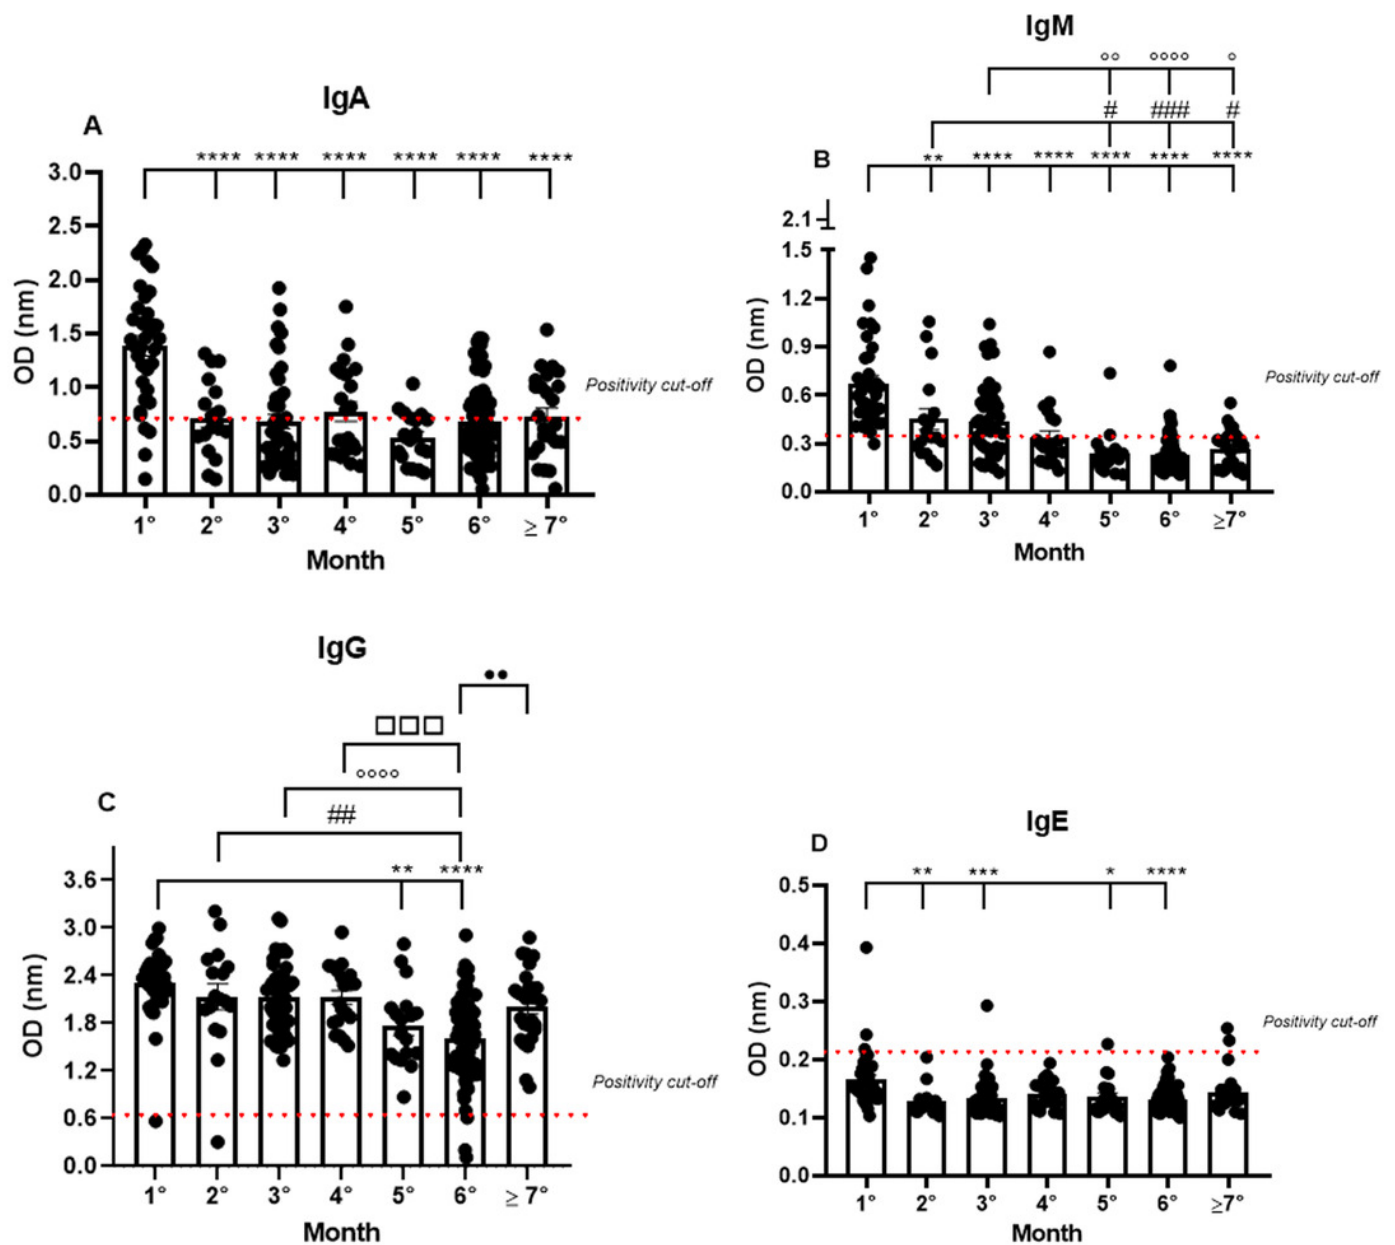 IgA
A
**** **** **** **** **** ****
3.0
2.5
2.0
1.5
1.0
0.5
0.0
OD (nm)
Positivity cut-off
1° 2° 3° 4° 5° 6° ≥ 7°
Month
IgM
°° °°°° °
# ### #
B
** **** **** **** **** ****
2.1
1.5
1.2
0.9
0.6
0.3
0.0
OD (nm)
Positivity cut-off
1° 2° 3° 4° 5° 6° ≥7°
Month
IgG
••
□□□
°°°°
C
##
** ****
3.6
3.0
2.4
1.8
1.2
0.6
0.0
OD (nm)
Positivity cut-off
1° 2° 3° 4° 5° 6° ≥ 7°
Month
IgE
D
** *** * ****
0.5
0.4
0.3
0.2
0.1
0.0
OD (nm)
Positivity cut-off
1° 2° 3° 4° 5° 6° ≥7°
Month